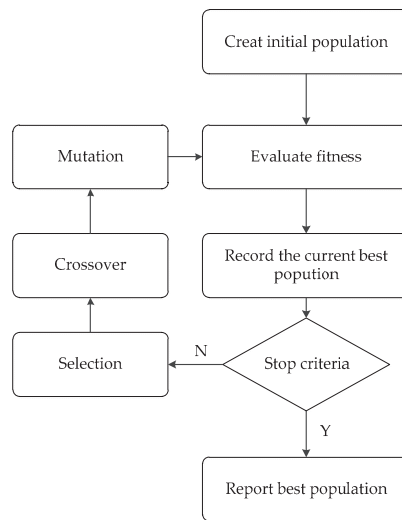 Creat initial population
Mutation
Evaluate fitness
Crossover
Record the current best
popution
Selection
N
Stop criteria
Y
Report best population